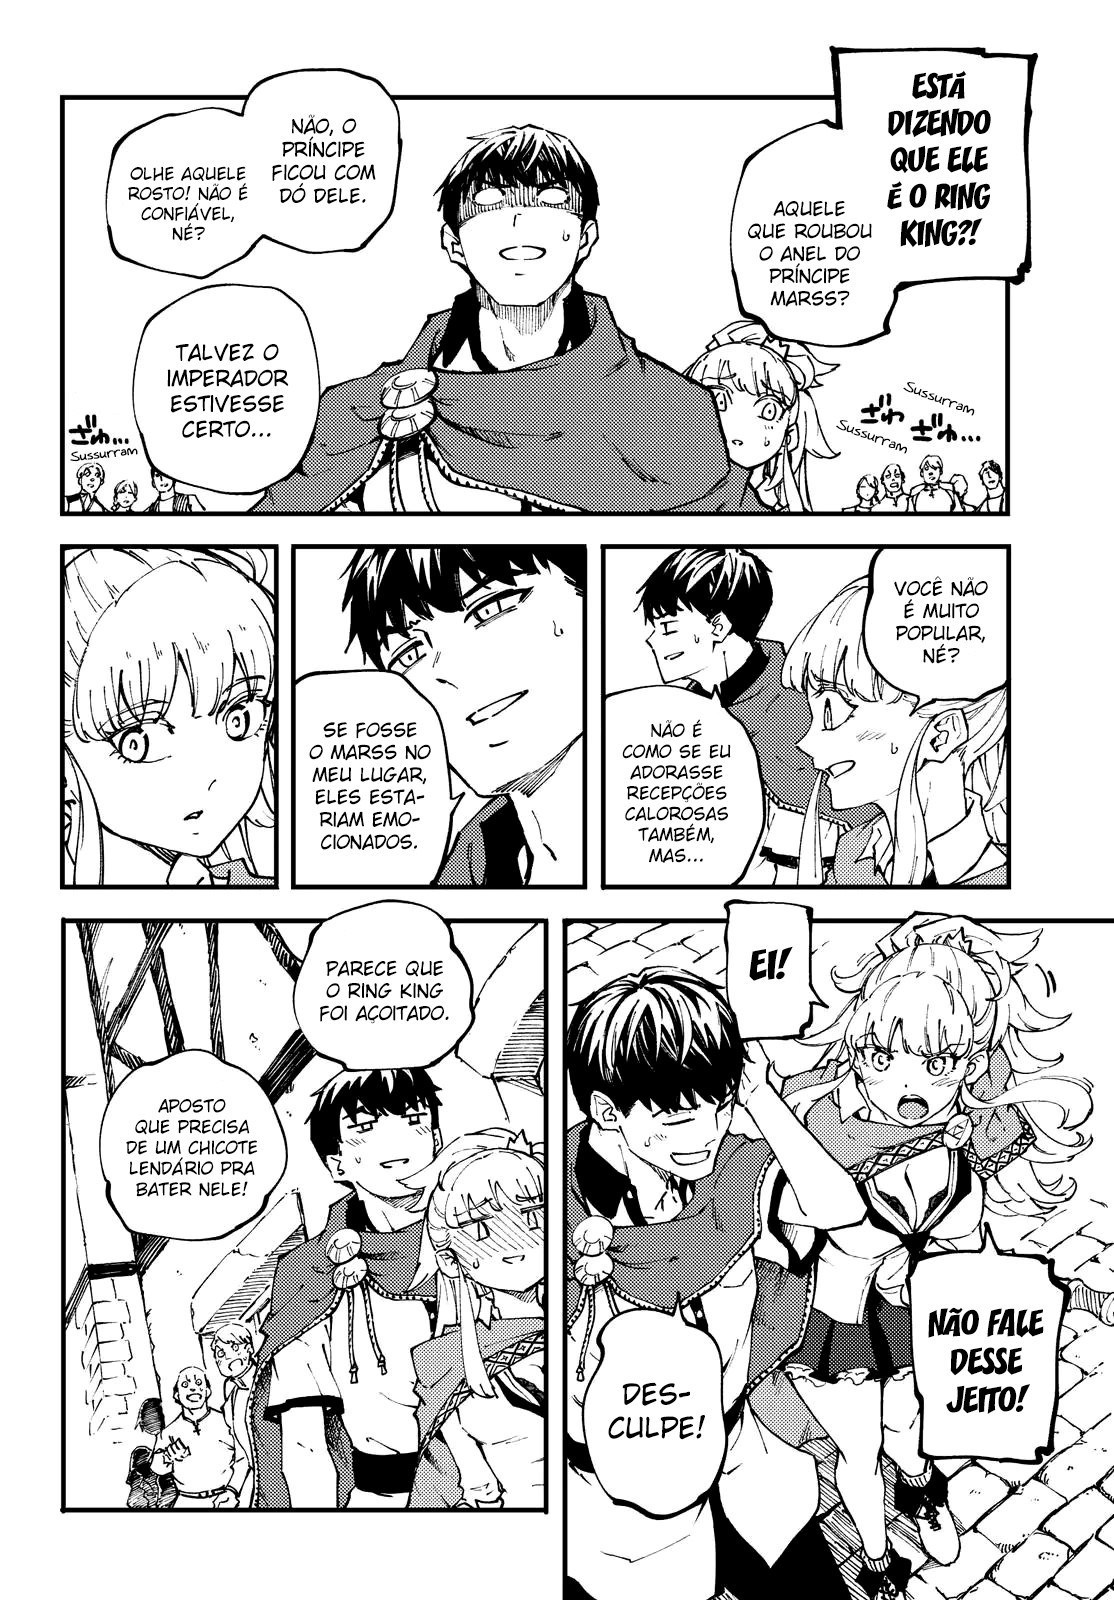 ESTÁ
DIZENDO
QUE ELE
É O RING
KING?!
AQUELE
QUE ROUBOU
O ANEL DO
PRÍNCIPE
MARSS?
NÃO, O
PRÍNCIPE
FICOU COM
DÓ DELE.
OLHE AQUELE
ROSTO! NÃO É
CONFIÁVEL,
NÉ?
TALVEZ O
IMPERADOR
ESTIVESSE
CERTO...
Sussurram
ざわ
Sussurram
ざわ...
ざわ...
Sussurram
VOCÊ NÃO
É MUITO
POPULAR,
NÉ?
NÃO É
COMO SE EU
ADORASSE
RECEPÇÕES
CALOROSAS
TAMBÉM,
MAS...
SE FOSSE
O MARSS NO
MEU LUGAR,
ELES ESTA-
RIAM EMO-
CIONADOS.
EI!
NÃO FALE
DESSE
JEITO!
DES-
CULPE!
PARECE QUE
O RING KING
FOI AÇOITADO.
APOSTO
QUE PRECISA
DE UM CHICOTE
LENDÁRIO PRA
BATER NELE!